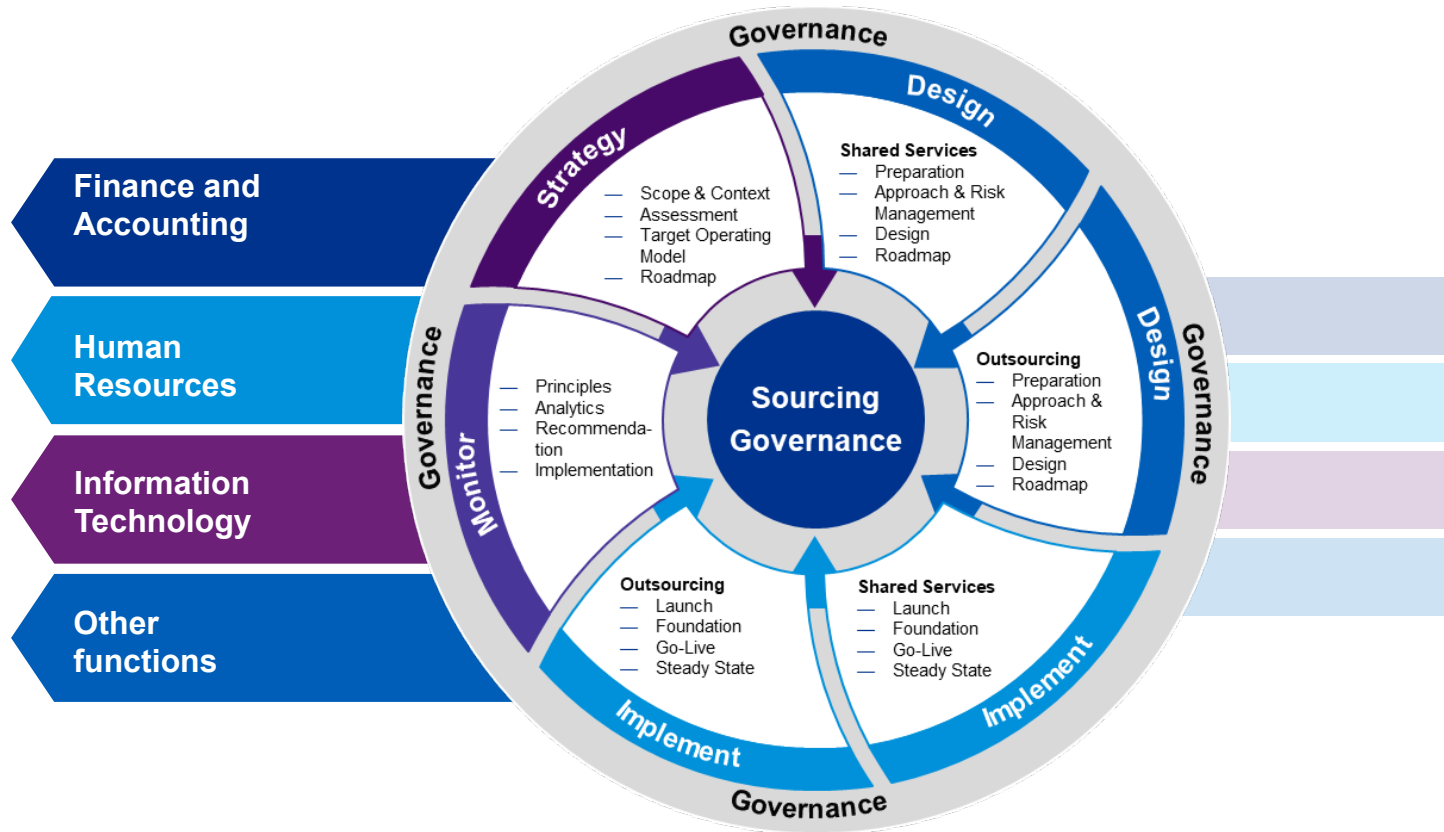 Finance and
Accounting
Human
Resources
Information
Technology
Other
functions
Governance
Governance
Governance
Governance
Strategy
— Scope & Context
— Assessment
— Target Operating
Model
— Roadmap
Design
Shared Services
— Preparation
— Approach & Risk
Management
— Design
— Roadmap
Design
Outsourcing
— Preparation
— Approach &
Risk
Management
— Design
— Roadmap
Implement
Shared Services
— Launch
— Foundation
— Go-Live
— Steady State
Implement
Outsourcing
— Launch
— Foundation
— Go-Live
— Steady State
Monitor
— Principles
— Analytics
— Recommenda-
tion
— Implementation
Sourcing
Governance